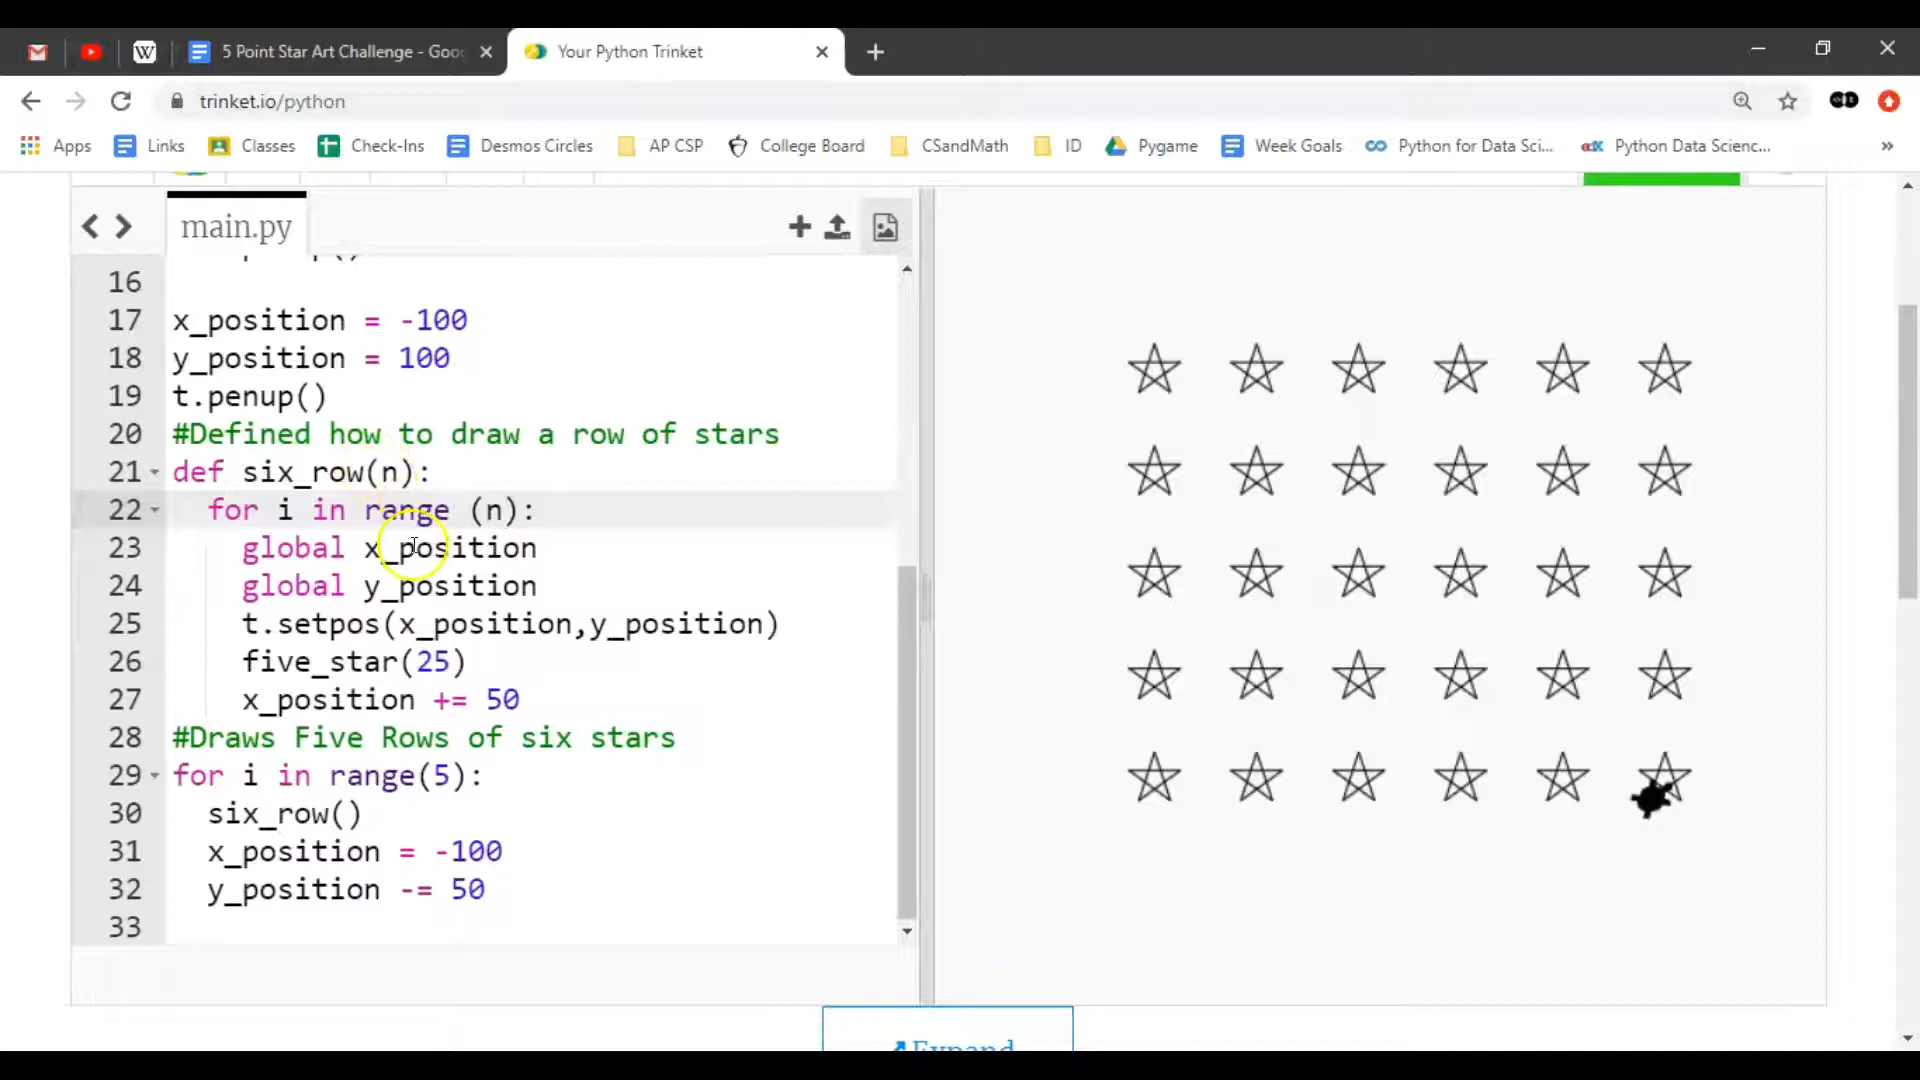 5 Point Star Art Challenge - Goo
Your Python Trinket
trinket.io/python
Apps Links Classes Check-Ins Desmos Circles AP CSP College Board CSandMath ID Pygame Week Goals Python for Data Sci... Python Data Scienc...
main.py
16
17 x_position = -100
18 y_position = 100
19 t.penup()
20 #Defined how to draw a row of stars
21 def six_row(n):
22 for i in range (n):
23 global x_position
24 global y_position
25 t.setpos(x_position,y_position)
26 five_star(25)
27 x_position += 50
28 #Draws Five Rows of six stars
29 for i in range(5):
30 six_row()
31 x_position = -100
32 y_position -= 50
33
Expand